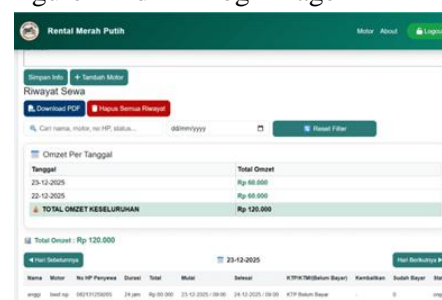 Rental Merah Putih
Motor About Logout
Simpan Info + Tambah Motor
Riwayat Sewa
Download PDF Hapus Semua Riwayat
Cari nama, motor, no HP, status... dd/mm/yyyy Reset Filter
Omzet Per Tanggal
Tanggal Total Omzet
23-12-2025 Rp 60.000
22-12-2025 Rp 60.000
TOTAL OMZET KESELURUHAN Rp 120.000
Total Omzet : Rp 120.000
Hari Sebelumnya 23-12-2025 Hari Berikutnya
Nama Motor No HP Penyewa Durasi Total Mulai Selesai KTP/KTM(Belum Bayar) Kembalikan Sudah Bayar
24 jam 23-12-2025 24-12-2025 KTP Belum Bayar - 0